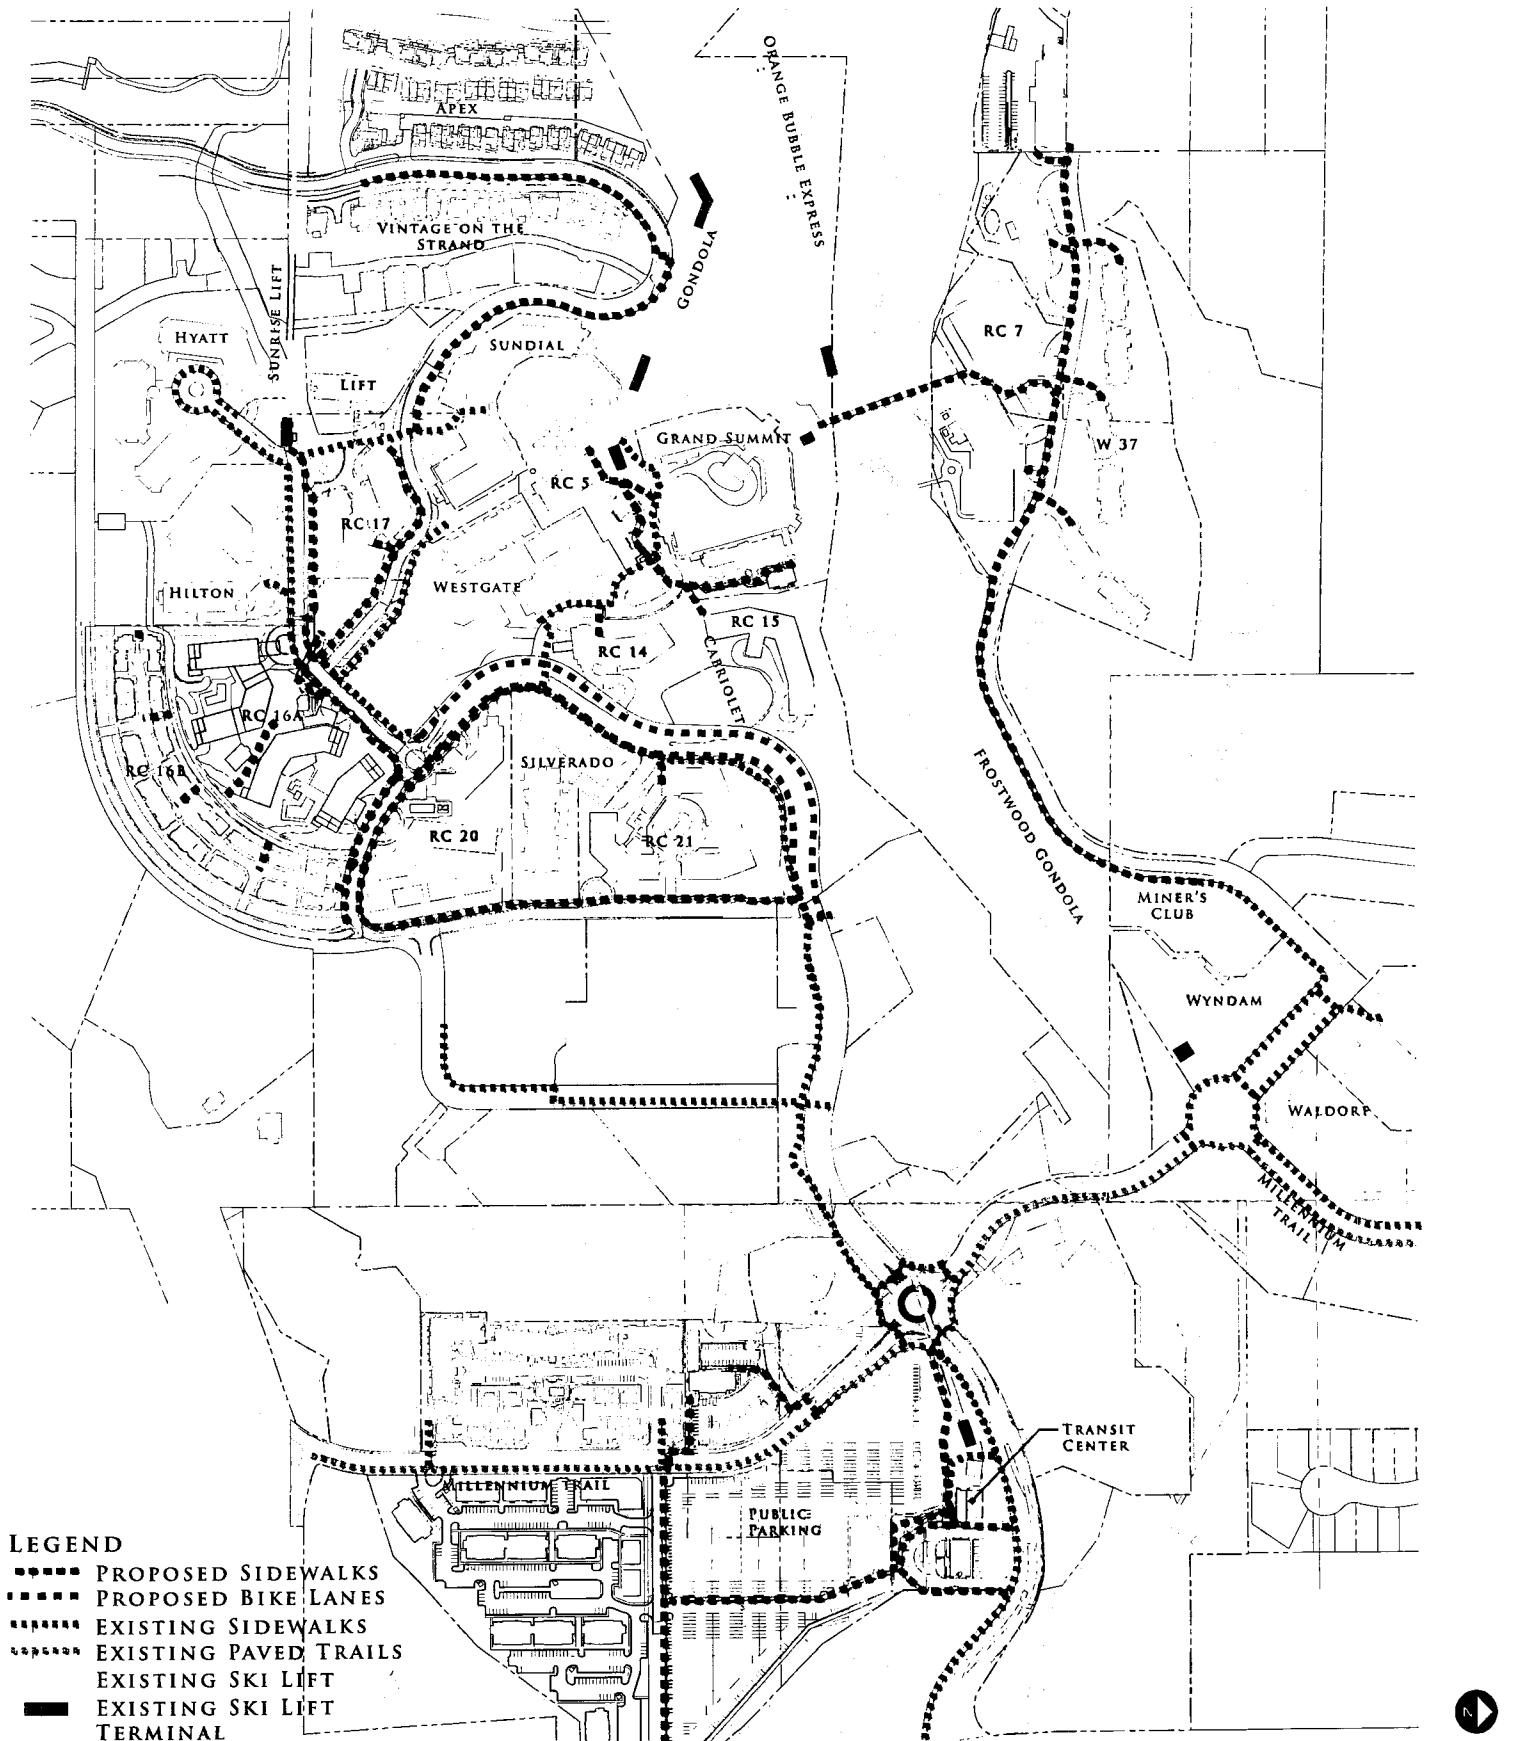 ORANGE BUBBLE EXPRESS
APEX
VINTAGE ON THE
STRAND
GONDOLA
SUNRISE LIFT
HYATT
SUNDIAL
LIFT
RC 7
GRAND SUMMIT
W 37
RC 5
RC 17
HILTON
WESTGATE
RC 15
RC 14
CABRIOLET
RC 16A
RC 16B
SILVERADO
RC 20
RC 21
FROSTWOOD GONDOLA
MINER'S
CLUB
WYNDAM
WALDORF
MILLENNIUM
TRAIL
TRANSIT
CENTER
MILLENNIUM TRAIL
PUBLIC
PARKING
LEGEND
PROPOSED SIDEWALKS
PROPOSED BIKE LANES
EXISTING SIDEWALKS
EXISTING PAVED TRAILS
EXISTING SKI LIFT
EXISTING SKI LIFT
TERMINAL
N